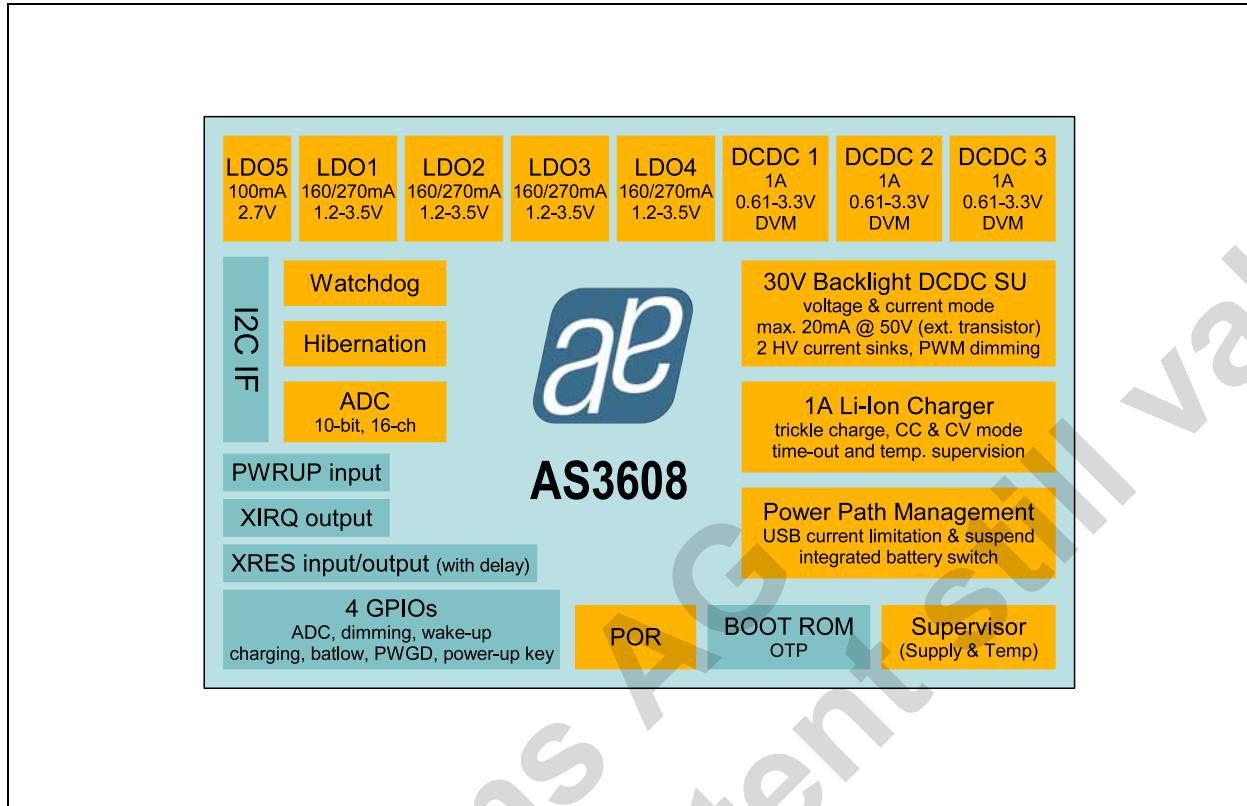 LDO5
100mA
2.7V
LDO1
160/270mA
1.2-3.5V
LDO2
160/270mA
1.2-3.5V
LDO3
160/270mA
1.2-3.5V
LDO4
160/270mA
1.2-3.5V
DCDC 1
1A
0.61-3.3V
DVM
DCDC 2
1A
0.61-3.3V
DVM
DCDC 3
1A
0.61-3.3V
DVM
I2C IF
Watchdog
Hibernation
ADC
10-bit, 16-ch
PWRUP input
XIRQ output
XRES input/output (with delay)
4 GPIOs
ADC, dimming, wake-up
charging, batlow, PWGD, power-up key
ae
AS3608
30V Backlight DCDC SU
voltage & current mode
max. 20mA @ 50V (ext. transistor)
2 HV current sinks, PWM dimming
1A Li-Ion Charger
trickle charge, CC & CV mode
time-out and temp. supervision
Power Path Management
USB current limitation & suspend
integrated battery switch
POR
BOOT ROM
OTP
Supervisor
(Supply & Temp)
AG
still